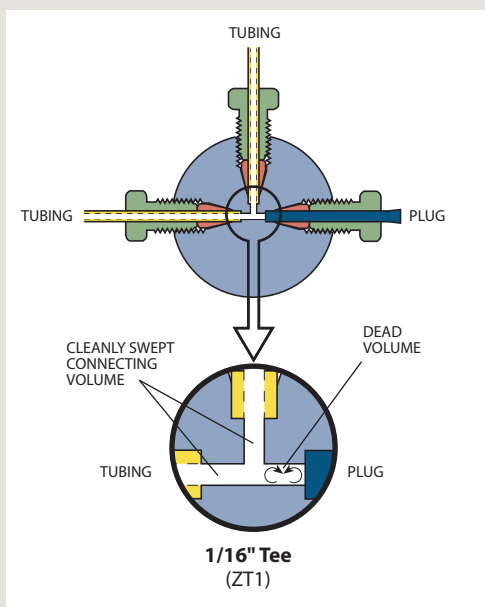 TUBING
TUBING
PLUG
CLEANLY SWEPT
CONNECTING
VOLUME
DEAD
VOLUME
TUBING
PLUG
1/16" Tee
(ZT1)